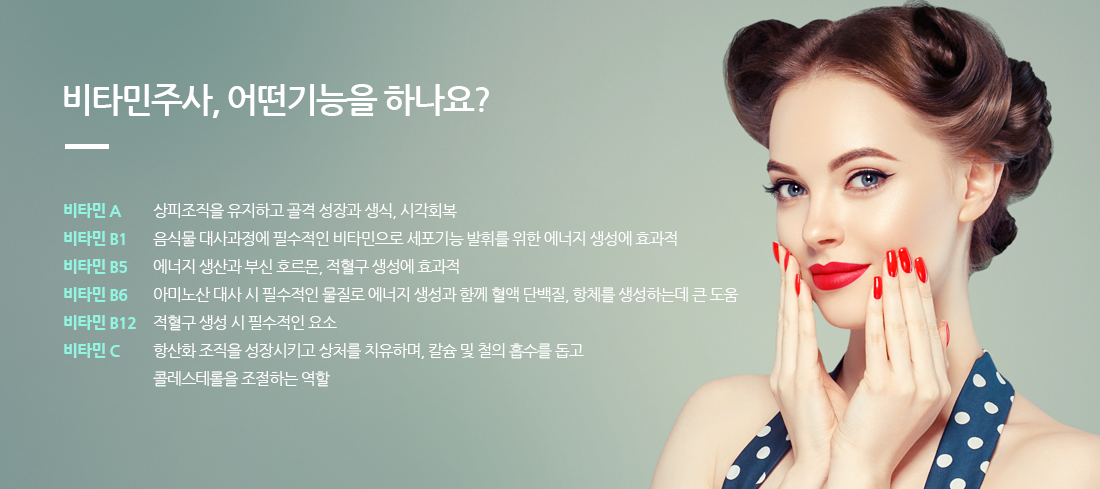 비타민주사, 어떤기능을 하나요?
비타민 A 상피조직을 유지하고 골격 성장과 생식, 시각회복
비타민 B1 음식물 대사과정에 필수적인 비타민으로 세포기능 발휘를 위한 에너지 생성에 효과적
비타민 B5 에너지 생산과 부신 호르몬, 적혈구 생성에 효과적
비타민 B6 아미노산 대사 시 필수적인 물질로 에너지 생성과 함께 혈액 단백질, 항체를 생성하는데 큰 도움
비타민 B12 적혈구 생성 시 필수적인 요소
비타민 C 항산화 조직을 성장시키고 상처를 치유하며, 칼슘 및 철의 흡수를 돕고
콜레스테롤을 조절하는 역할